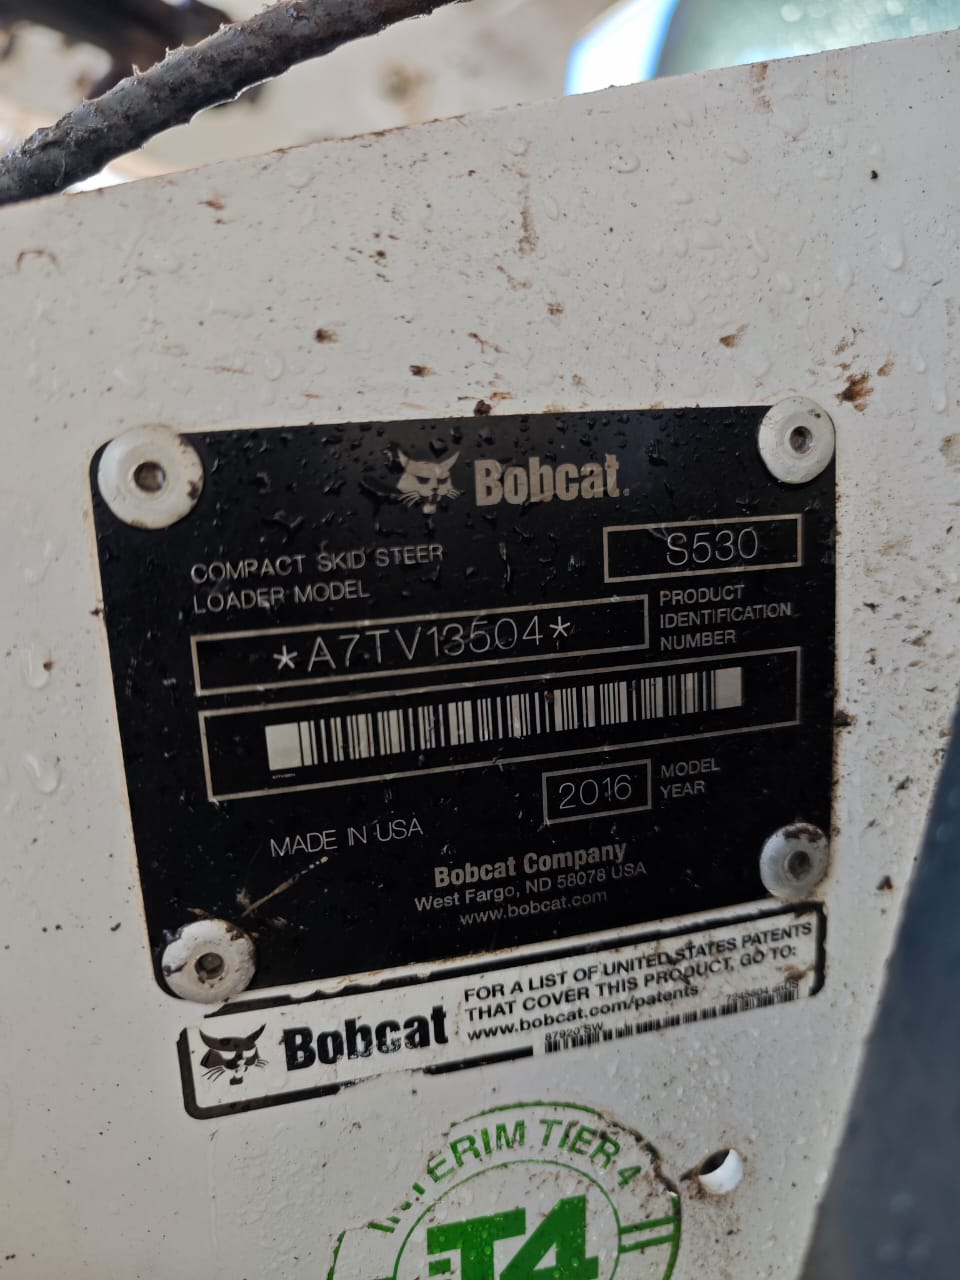 Bobcat
COMPACT SKID STEER
LOADER MODEL
S530
*A7TV13504*
PRODUCT
IDENTIFICATION
NUMBER
2016
MODEL
YEAR
MADE IN USA
Bobcat Company
West Fargo, ND 58078 USA
www.bobcat.com
Bobcat
FOR A LIST OF UNITED STATES PATENTS
THAT COVER THIS PRODUCT, GO TO:
www.bobcat.com/patents
INTERIM TIER 4
T4